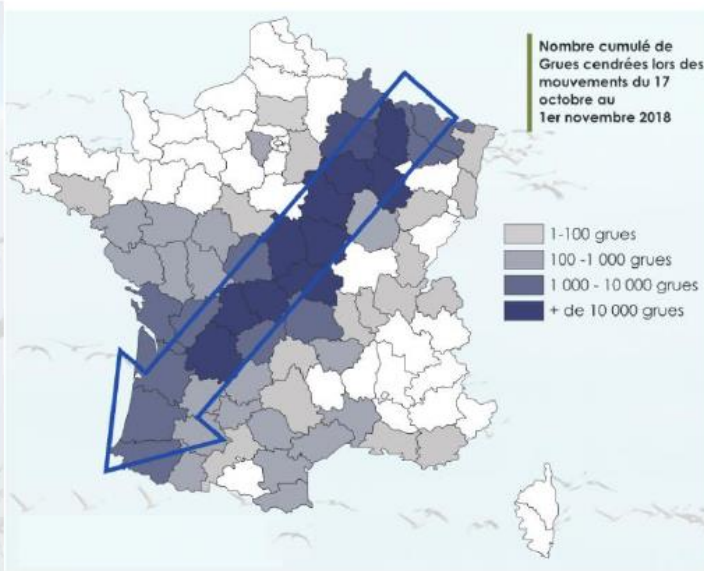 Nombre cumulé de
Grues cendrées lors des
mouvements du 17
octobre au
1er novembre 2018
1-100 grues
100 -1 000 grues
1 000 - 10 000 grues
+ de 10 000 grues